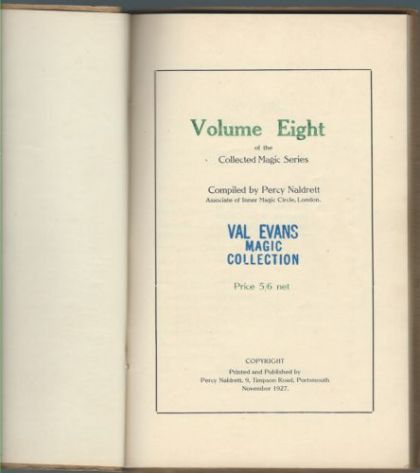 Volume Eight
of the
Collected Magic Series
Compiled by Percy Naldrett
Associate of Inner Magic Circle, London.
VAL EVANS
MAGIC
COLLECTION
Price 5/6 net
COPYRIGHT
Printed and Published by
Percy Naldrett, 9, Timpson Road, Portsmouth
November 1927.